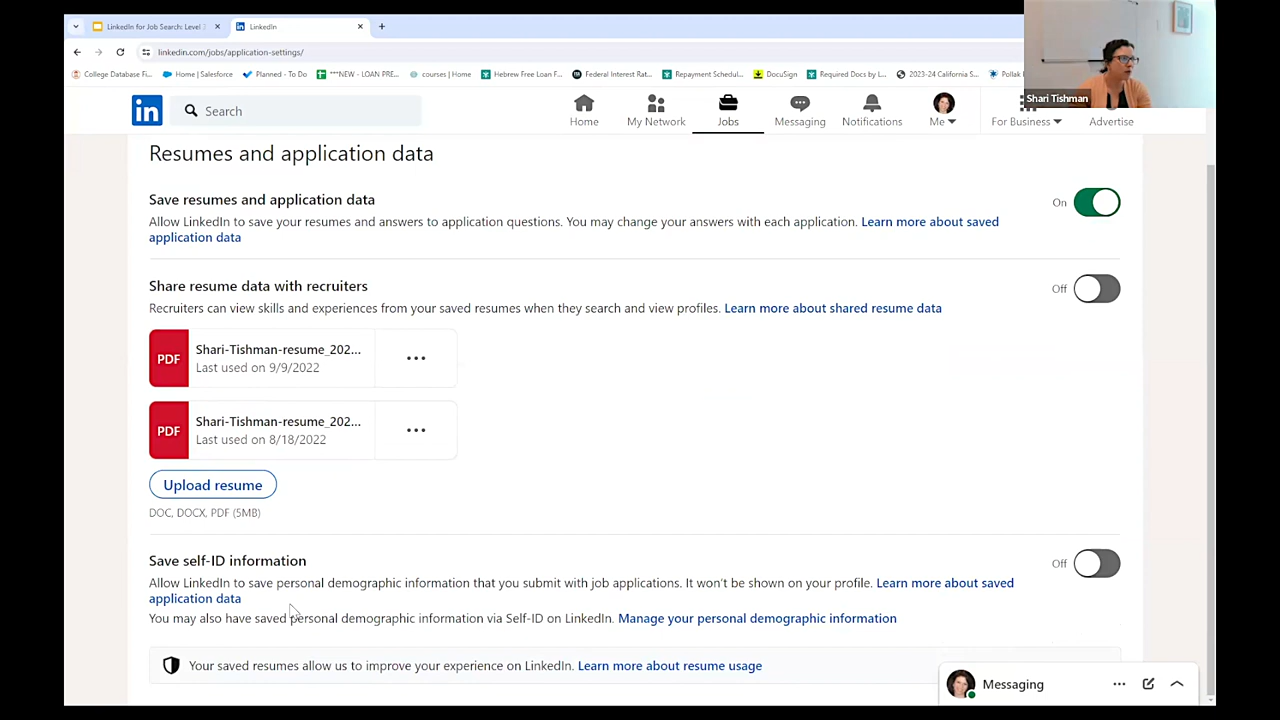 LinkedIn for Job Search: Level
LinkedIn
linkedin.com/jobs/application-settings/
College Database Fi...
Home | Salesforce
Planned - To Do
***NEW - LOAN PRE...
courses | Home
Hebrew Free Loan F...
Federal Interest Rat...
Repayment Schedul...
DocuSign
Required Docs by L...
2023-24 California S...
Pollak
Shari Tishman
in
Search
Home
My Network
Jobs
Messaging
Notifications
Me
For Business
Advertise
Resumes and application data
Save resumes and application data
On
Allow LinkedIn to save your resumes and answers to application questions. You may change your answers with each application. Learn more about saved
application data
Share resume data with recruiters
Off
Recruiters can view skills and experiences from your saved resumes when they search and view profiles. Learn more about shared resume data
PDF
Shari-Tishman-resume_202...
Last used on 9/9/2022
PDF
Shari-Tishman-resume_202...
Last used on 8/18/2022
Upload resume
DOC, DOCX, PDF (5MB)
Save self-ID information
Off
Allow LinkedIn to save personal demographic information that you submit with job applications. It won't be shown on your profile. Learn more about saved
application data
You may also have saved personal demographic information via Self-ID on LinkedIn. Manage your personal demographic information
Your saved resumes allow us to improve your experience on LinkedIn. Learn more about resume usage
Messaging